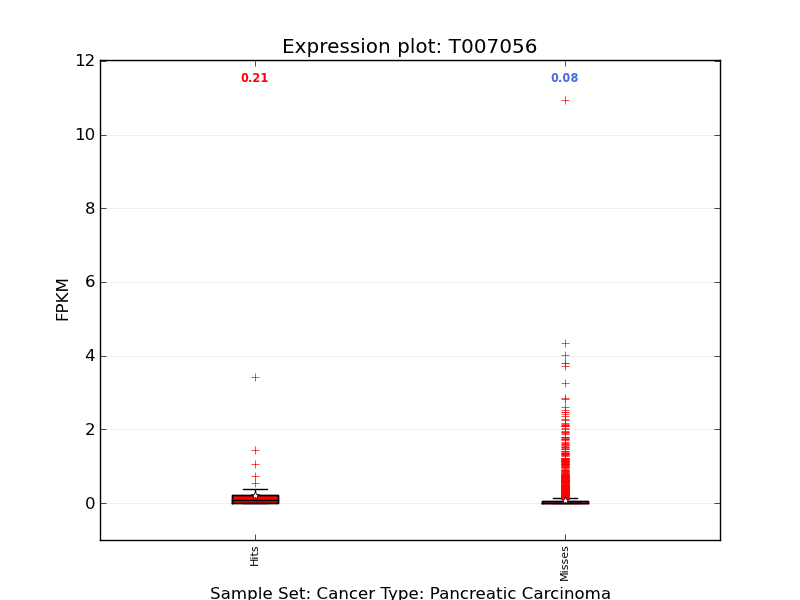 Expression plot: T007056
12
0.21
0.08
10
8
6
FPKM
4
2
0
Hits
Misses
Sample Set: Cancer Type: Pancreatic Carcinoma